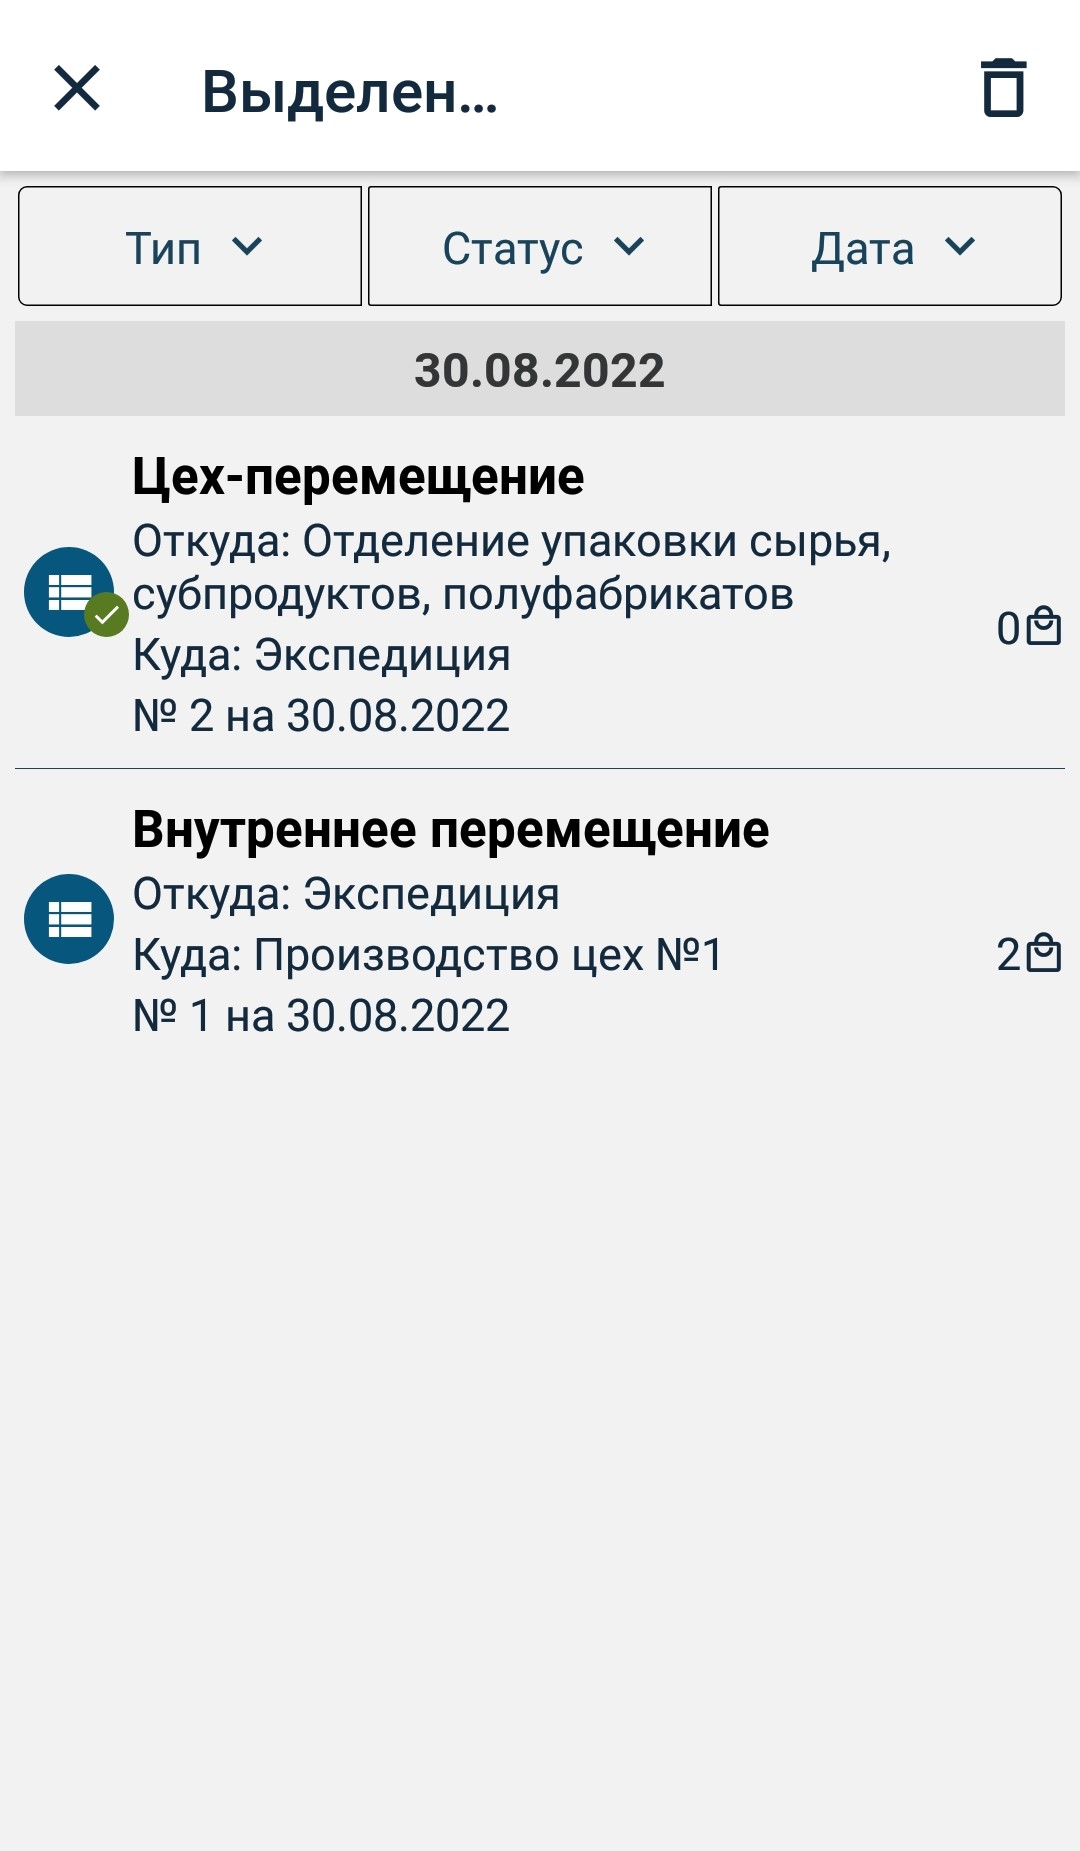 Выделен...
Тип
Статус
Дата
30.08.2022
Цех-перемещение
Откуда: Отделение упаковки сырья,
субпродуктов, полуфабрикатов
Куда: Экспедиция
№ 2 на 30.08.2022
0
Внутреннее перемещение
Откуда: Экспедиция
Куда: Производство цех №1
№ 1 на 30.08.2022
2